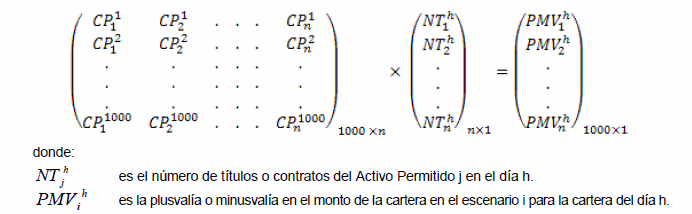 CP_1^1 CP_2^1 . . . CP_n^1 NT_1^h PMV_1^h
CP_1^2 CP_2^2 . . . CP_n^2 NT_2^h PMV_2^h
. . . . . . . .
. . . . . . × . = .
. . . . . . . .
CP_1^1000 CP_2^1000 . . . CP_n^1000 1000 ×n NT_n^h n×1 PMV_n^h 1000×1
donde:
NT_j^h es el número de títulos o contratos del Activo Permitido j en el día h.
PMV_i^h es la plusvalía o minusvalía en el monto de la cartera en el escenario i para la cartera del día h.